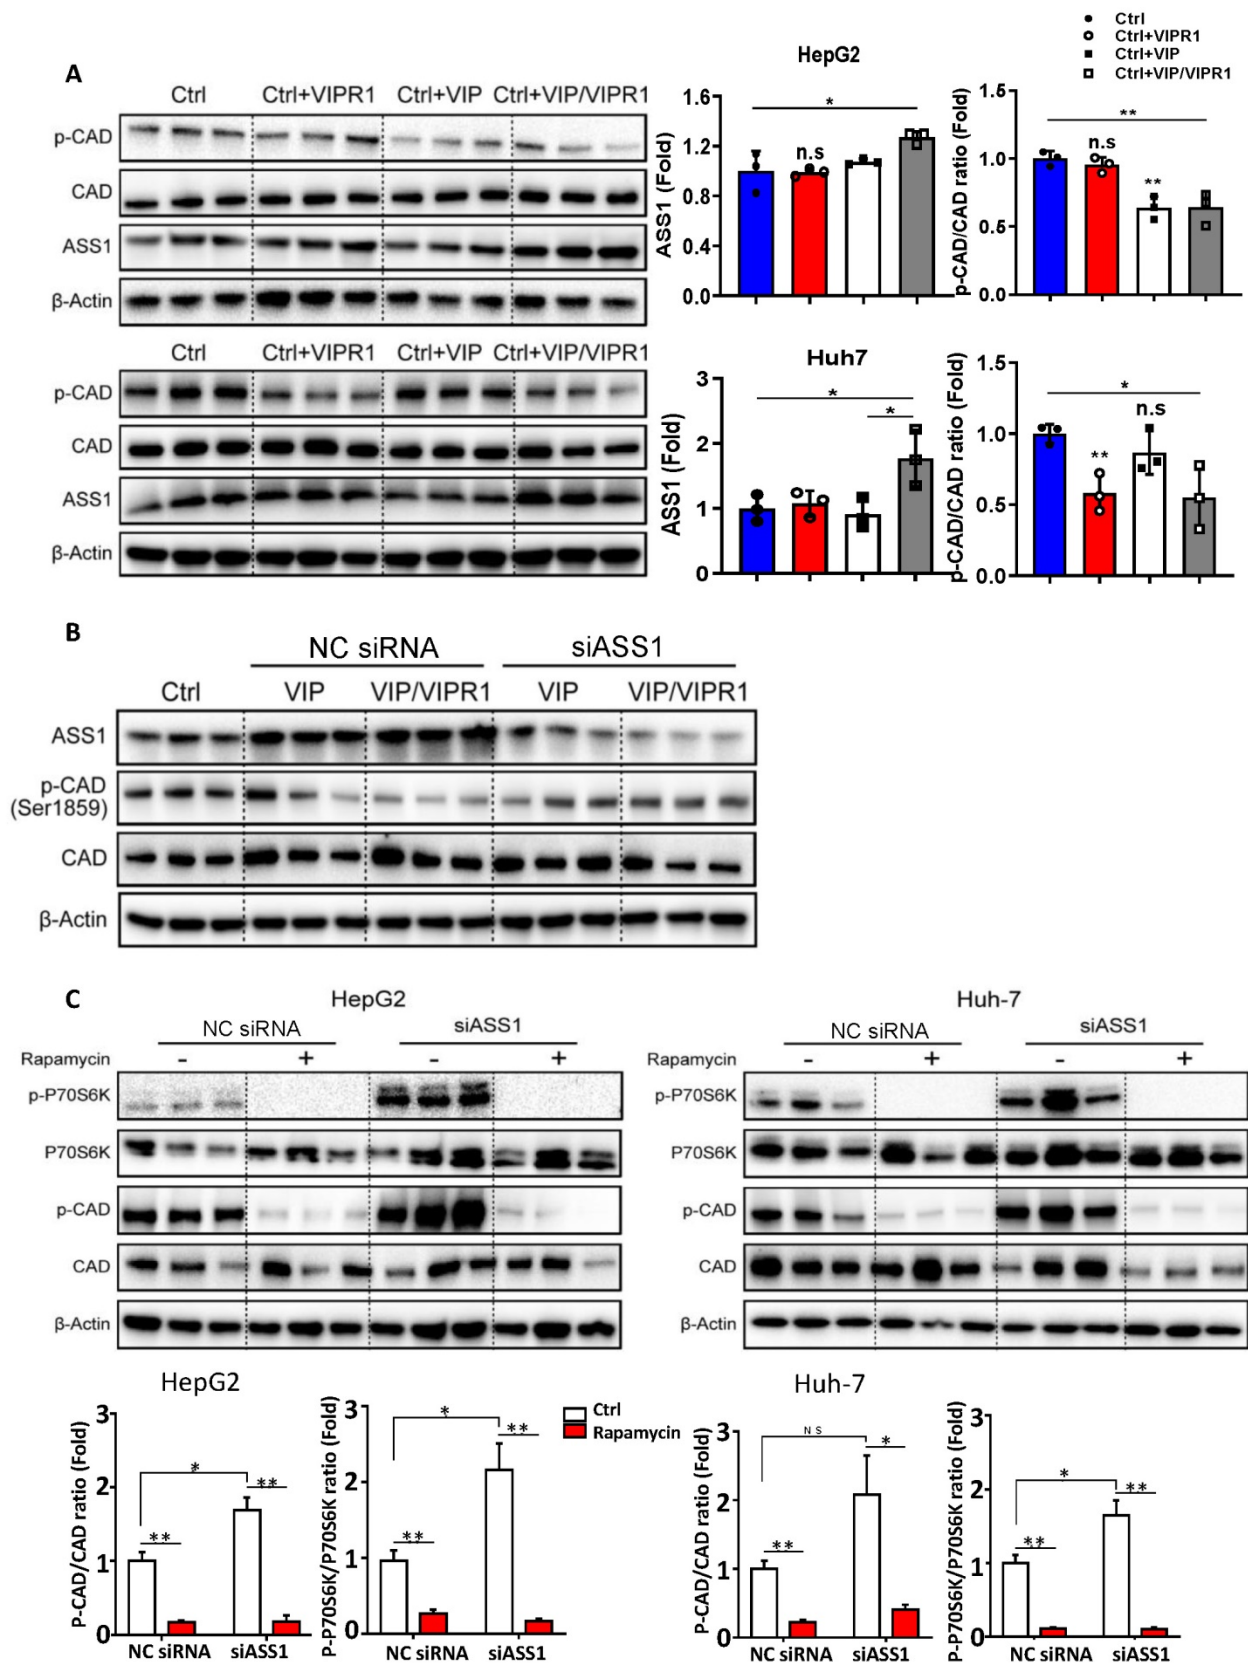 Ctrl
Ctrl+VIPR1
Ctrl+VIP
Ctrl+VIP/VIPR1
A
Ctrl Ctrl+VIPR1 Ctrl+VIP Ctrl+VIP/VIPR1
p-CAD
CAD
ASS1
β-Actin
HepG2
ASS1 (Fold)
1.6
1.2
0.8
0.4
0.0
n.s
*
p-CAD/CAD ratio (Fold)
1.5
1.0
0.5
0.0
**
n.s
**
Ctrl Ctrl+VIPR1 Ctrl+VIP Ctrl+VIP/VIPR1
p-CAD
CAD
ASS1
β-Actin
Huh7
ASS1 (Fold)
3
2
1
0
*
*
p-CAD/CAD ratio (Fold)
1.5
1.0
0.5
0.0
*
n.s
**
B
NC siRNA siASS1
Ctrl VIP VIP/VIPR1 VIP VIP/VIPR1
ASS1
p-CAD
(Ser1859)
CAD
β-Actin
C
HepG2
NC siRNA siASS1
Rapamycin - + - +
p-P70S6K
P70S6K
p-CAD
CAD
β-Actin
Huh-7
NC siRNA siASS1
Rapamycin - + - +
p-P70S6K
P70S6K
p-CAD
CAD
β-Actin
HepG2
P-CAD/CAD ratio (Fold)
3
2
1
0
**
*
**
NC siRNA siASS1
P-P70S6K/P70S6K ratio (Fold)
3
2
1
0
**
*
**
NC siRNA siASS1
Ctrl
Rapamycin
Huh-7
P-CAD/CAD ratio (Fold)
3
2
1
0
**
NS
*
NC siRNA siASS1
P-P70S6K/P70S6K ratio (Fold)
3
2
1
0
**
*
**
NC siRNA siASS1